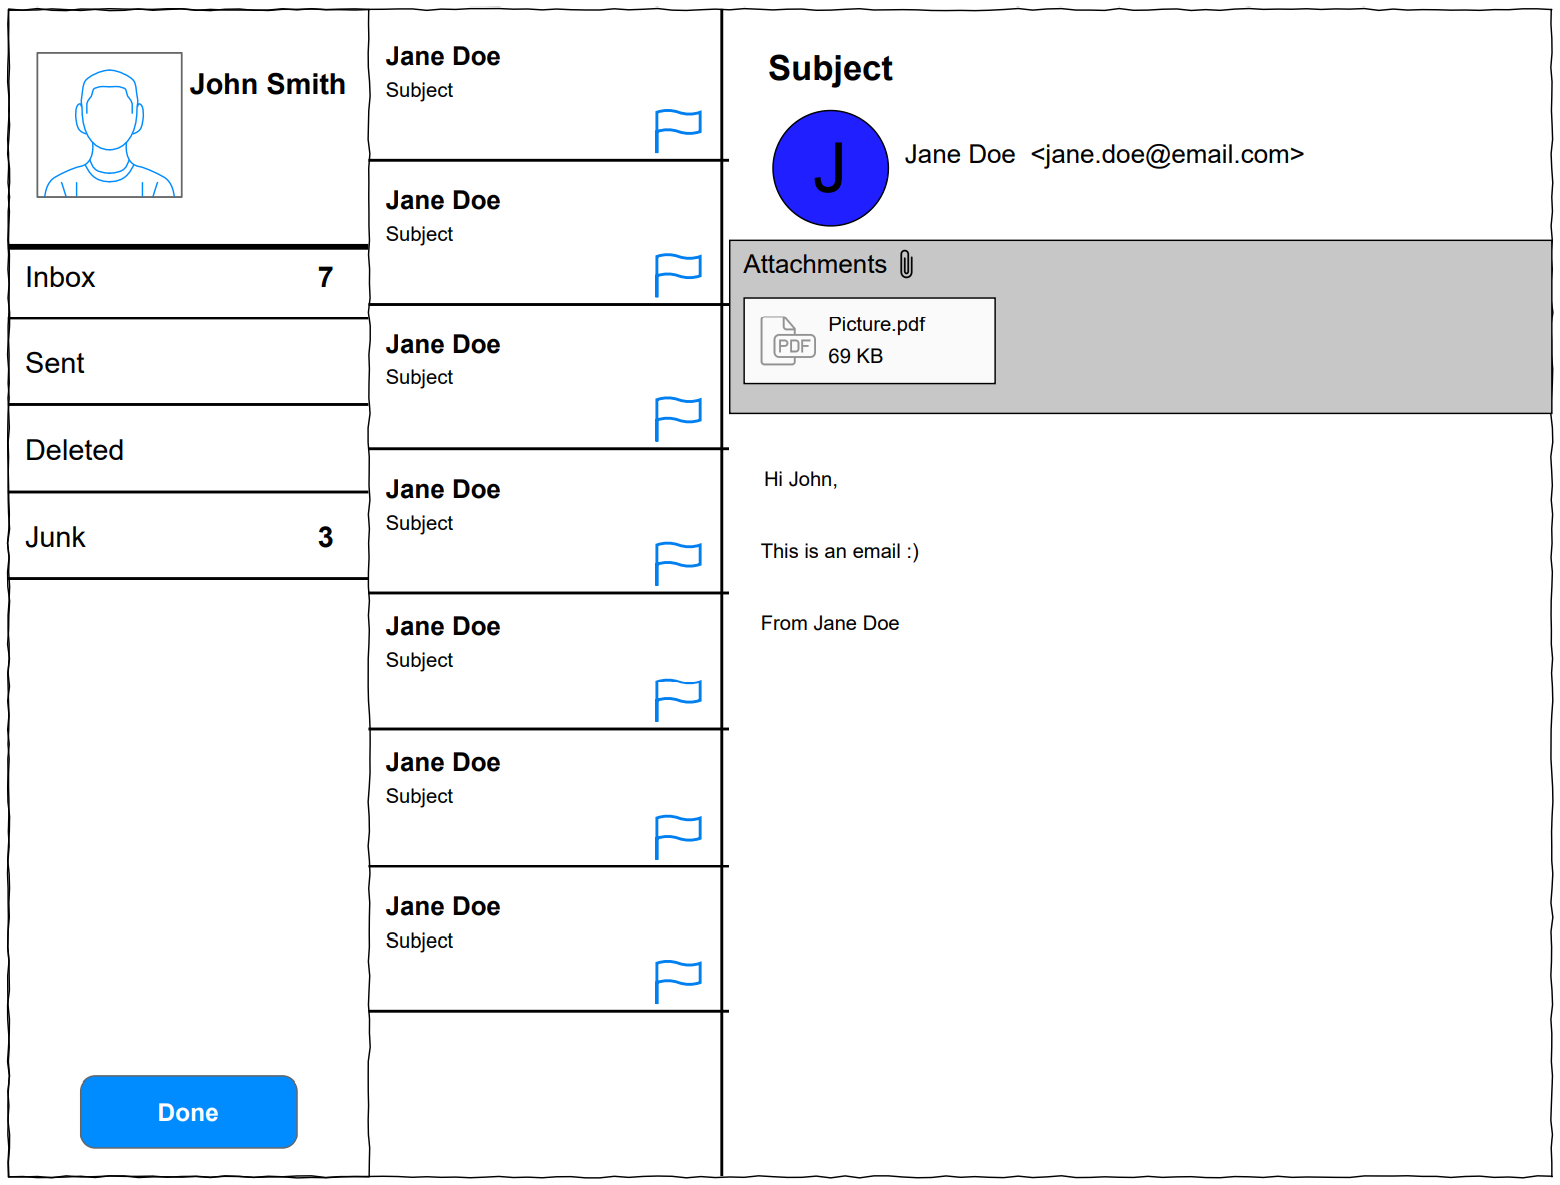 John Smith
Inbox 7
Sent
Deleted
Junk 3
Done
Jane Doe
Subject
Jane Doe
Subject
Jane Doe
Subject
Jane Doe
Subject
Jane Doe
Subject
Jane Doe
Subject
Jane Doe
Subject
Subject
J
Jane Doe <jane.doe@email.com>
Attachments
PDF
Picture.pdf
69 KB
Hi John,
This is an email :)
From Jane Doe